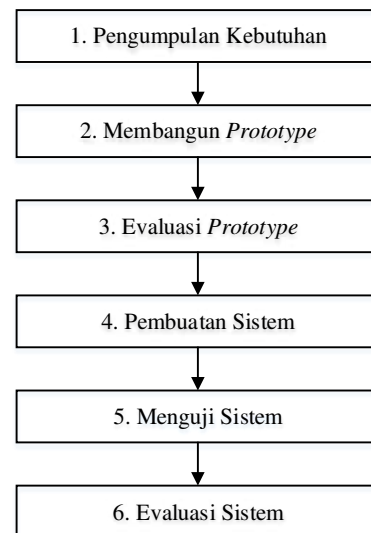 1. Pengumpulan Kebutuhan
2. Membangun Prototype
3. Evaluasi Prototype
4. Pembuatan Sistem
5. Menguji Sistem
6. Evaluasi Sistem